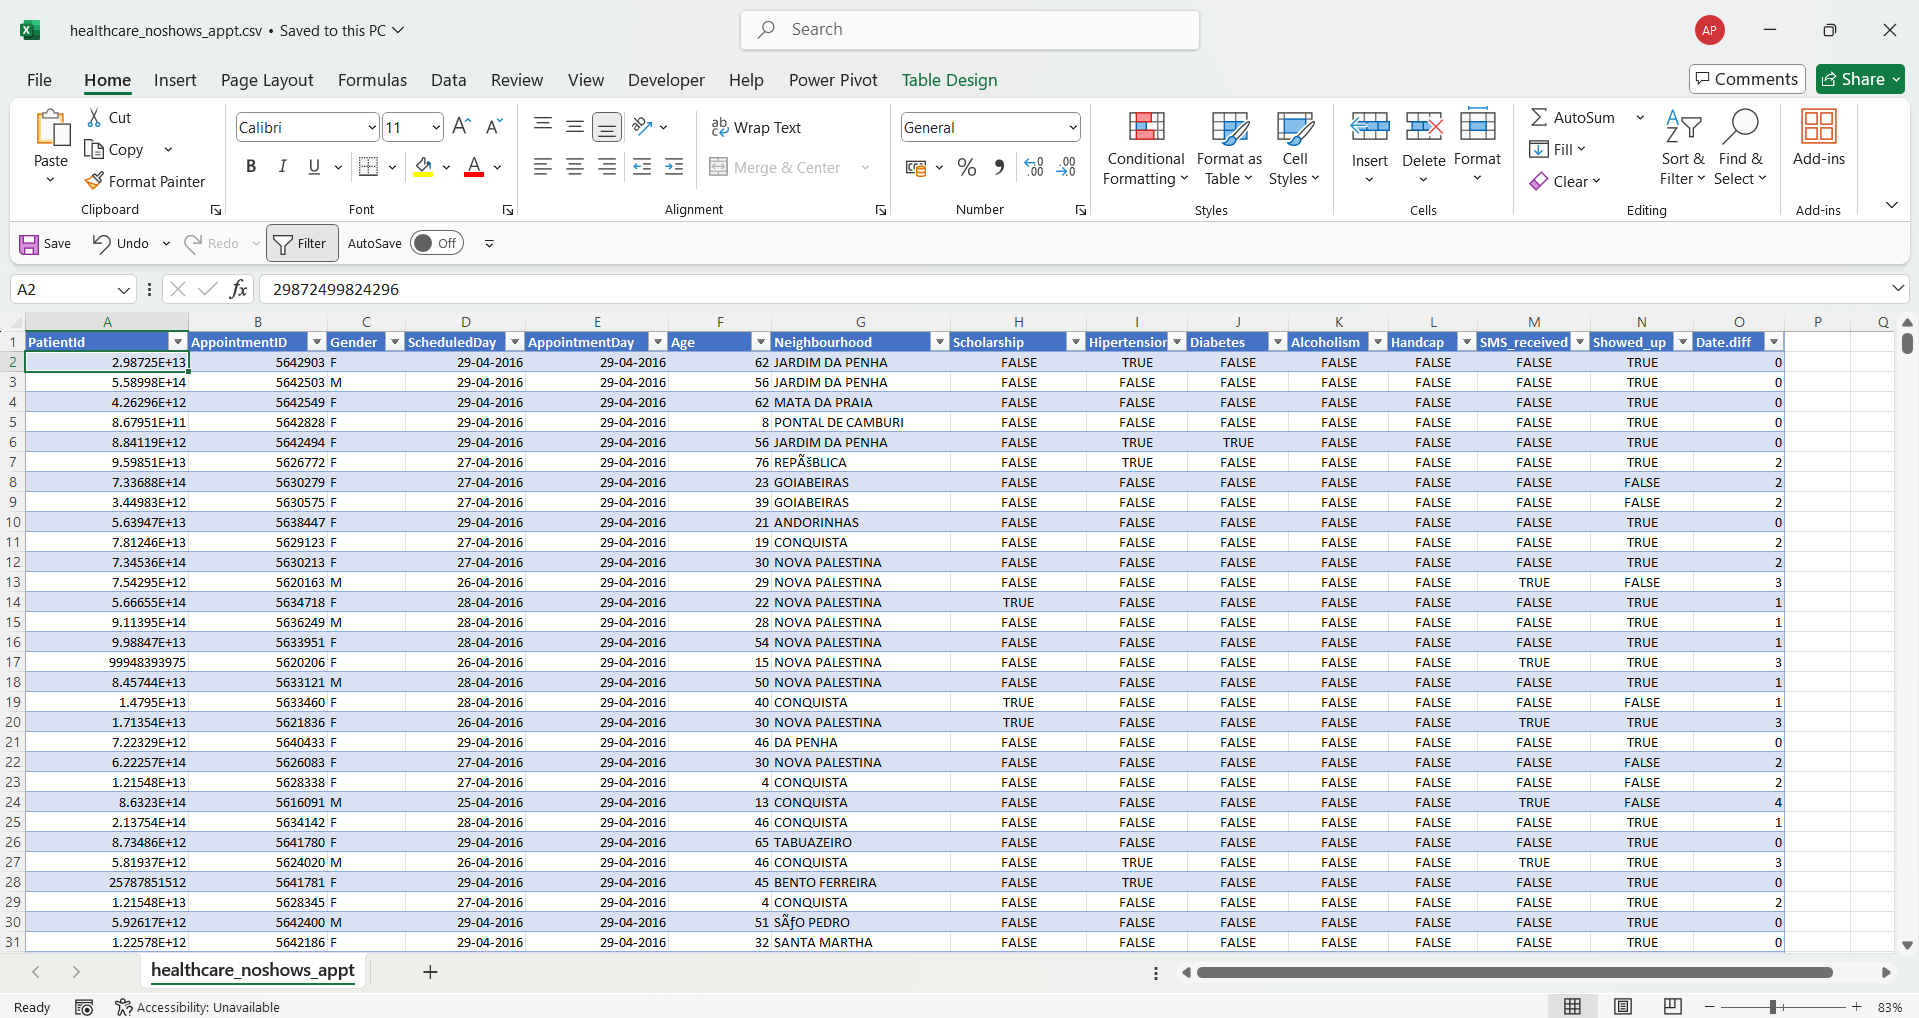 healthcare_noshows_appt.csv • Saved to this PC
Search
AP
File Home Insert Page Layout Formulas Data Review View Developer Help Power Pivot Table Design
Comments Share
Paste
Cut
Copy
Format Painter
Clipboard
Calibri 11
B I U
Font
Wrap Text
Merge & Center
Alignment
General
Number
Conditional Formatting
Format as Table
Cell Styles
Styles
Insert Delete Format
Cells
AutoSum
Fill
Clear
Sort & Filter
Find & Select
Editing
Add-ins
Add-ins
Save Undo Redo Filter AutoSave Off
A2 fx 29872499824296
A B C D E F G H I J K L M N O P Q
1 PatientId AppointmentID Gender ScheduledDay AppointmentDay Age Neighbourhood Scholarship Hipertension Diabetes Alcoholism Handcap SMS_received Showed_up Date.diff
2 2.98725E+13 5642903 F 29-04-2016 29-04-2016 62 JARDIM DA PENHA FALSE TRUE FALSE FALSE FALSE FALSE TRUE 0
3 5.58998E+14 5642503 M 29-04-2016 29-04-2016 56 JARDIM DA PENHA FALSE FALSE FALSE FALSE FALSE FALSE TRUE 0
4 4.26296E+12 5642549 F 29-04-2016 29-04-2016 62 MATA DA PRAIA FALSE FALSE FALSE FALSE FALSE FALSE TRUE 0
5 8.67951E+11 5642828 F 29-04-2016 29-04-2016 8 PONTAL DE CAMBURI FALSE FALSE FALSE FALSE FALSE FALSE TRUE 0
6 8.84119E+12 5642494 F 29-04-2016 29-04-2016 56 JARDIM DA PENHA FALSE TRUE TRUE FALSE FALSE FALSE TRUE 0
7 9.59851E+13 5626772 F 27-04-2016 29-04-2016 76 REPÃšBLICA FALSE TRUE FALSE FALSE FALSE FALSE TRUE 2
8 7.33688E+14 5630279 F 27-04-2016 29-04-2016 23 GOIABEIRAS FALSE FALSE FALSE FALSE FALSE FALSE FALSE 2
9 3.44983E+12 5630575 F 27-04-2016 29-04-2016 39 GOIABEIRAS FALSE FALSE FALSE FALSE FALSE FALSE FALSE 2
10 5.63947E+13 5638447 F 29-04-2016 29-04-2016 21 ANDORINHAS FALSE FALSE FALSE FALSE FALSE FALSE TRUE 0
11 7.81246E+13 5629123 F 27-04-2016 29-04-2016 19 CONQUISTA FALSE FALSE FALSE FALSE FALSE FALSE TRUE 2
12 7.34536E+14 5630213 F 27-04-2016 29-04-2016 30 NOVA PALESTINA FALSE FALSE FALSE FALSE FALSE FALSE TRUE 2
13 7.54295E+12 5620163 M 26-04-2016 29-04-2016 29 NOVA PALESTINA FALSE FALSE FALSE FALSE FALSE TRUE FALSE 3
14 5.66655E+14 5634718 F 28-04-2016 29-04-2016 22 NOVA PALESTINA TRUE FALSE FALSE FALSE FALSE FALSE TRUE 1
15 9.11395E+14 5636249 M 28-04-2016 29-04-2016 28 NOVA PALESTINA FALSE FALSE FALSE FALSE FALSE FALSE TRUE 1
16 9.98847E+13 5633951 F 28-04-2016 29-04-2016 54 NOVA PALESTINA FALSE FALSE FALSE FALSE FALSE FALSE TRUE 1
17 99948393975 5620206 F 26-04-2016 29-04-2016 15 NOVA PALESTINA FALSE FALSE FALSE FALSE FALSE TRUE TRUE 3
18 8.45744E+13 5633121 M 28-04-2016 29-04-2016 50 NOVA PALESTINA FALSE FALSE FALSE FALSE FALSE FALSE TRUE 1
19 1.4795E+13 5633460 F 28-04-2016 29-04-2016 40 CONQUISTA TRUE FALSE FALSE FALSE FALSE FALSE FALSE 1
20 1.71354E+13 5621836 F 26-04-2016 29-04-2016 30 NOVA PALESTINA TRUE FALSE FALSE FALSE FALSE TRUE TRUE 3
21 7.22329E+12 5640433 F 29-04-2016 29-04-2016 46 DA PENHA FALSE FALSE FALSE FALSE FALSE FALSE TRUE 0
22 6.22257E+14 5626083 F 27-04-2016 29-04-2016 30 NOVA PALESTINA FALSE FALSE FALSE FALSE FALSE FALSE FALSE 2
23 1.21548E+13 5628338 F 27-04-2016 29-04-2016 4 CONQUISTA FALSE FALSE FALSE FALSE FALSE FALSE FALSE 2
24 8.6323E+14 5616091 M 25-04-2016 29-04-2016 13 CONQUISTA FALSE FALSE FALSE FALSE FALSE TRUE FALSE 4
25 2.13754E+14 5634142 F 28-04-2016 29-04-2016 46 CONQUISTA FALSE FALSE FALSE FALSE FALSE FALSE FALSE 1
26 8.73486E+12 5641780 F 29-04-2016 29-04-2016 65 TABUAZEIRO FALSE FALSE FALSE FALSE FALSE FALSE TRUE 0
27 5.81937E+12 5624020 M 26-04-2016 29-04-2016 46 CONQUISTA FALSE TRUE FALSE FALSE FALSE TRUE TRUE 3
28 25787851512 5641781 F 29-04-2016 29-04-2016 45 BENTO FERREIRA FALSE TRUE FALSE FALSE FALSE FALSE TRUE 0
29 1.21548E+13 5628345 F 27-04-2016 29-04-2016 4 CONQUISTA FALSE FALSE FALSE FALSE FALSE FALSE FALSE 2
30 5.92617E+12 5642400 M 29-04-2016 29-04-2016 51 SÃƒO PEDRO FALSE FALSE FALSE FALSE FALSE FALSE TRUE 0
31 1.22578E+12 5642186 F 29-04-2016 29-04-2016 32 SANTA MARTHA FALSE FALSE FALSE FALSE FALSE FALSE TRUE 0
healthcare_noshows_appt
Ready Accessibility: Unavailable 83%